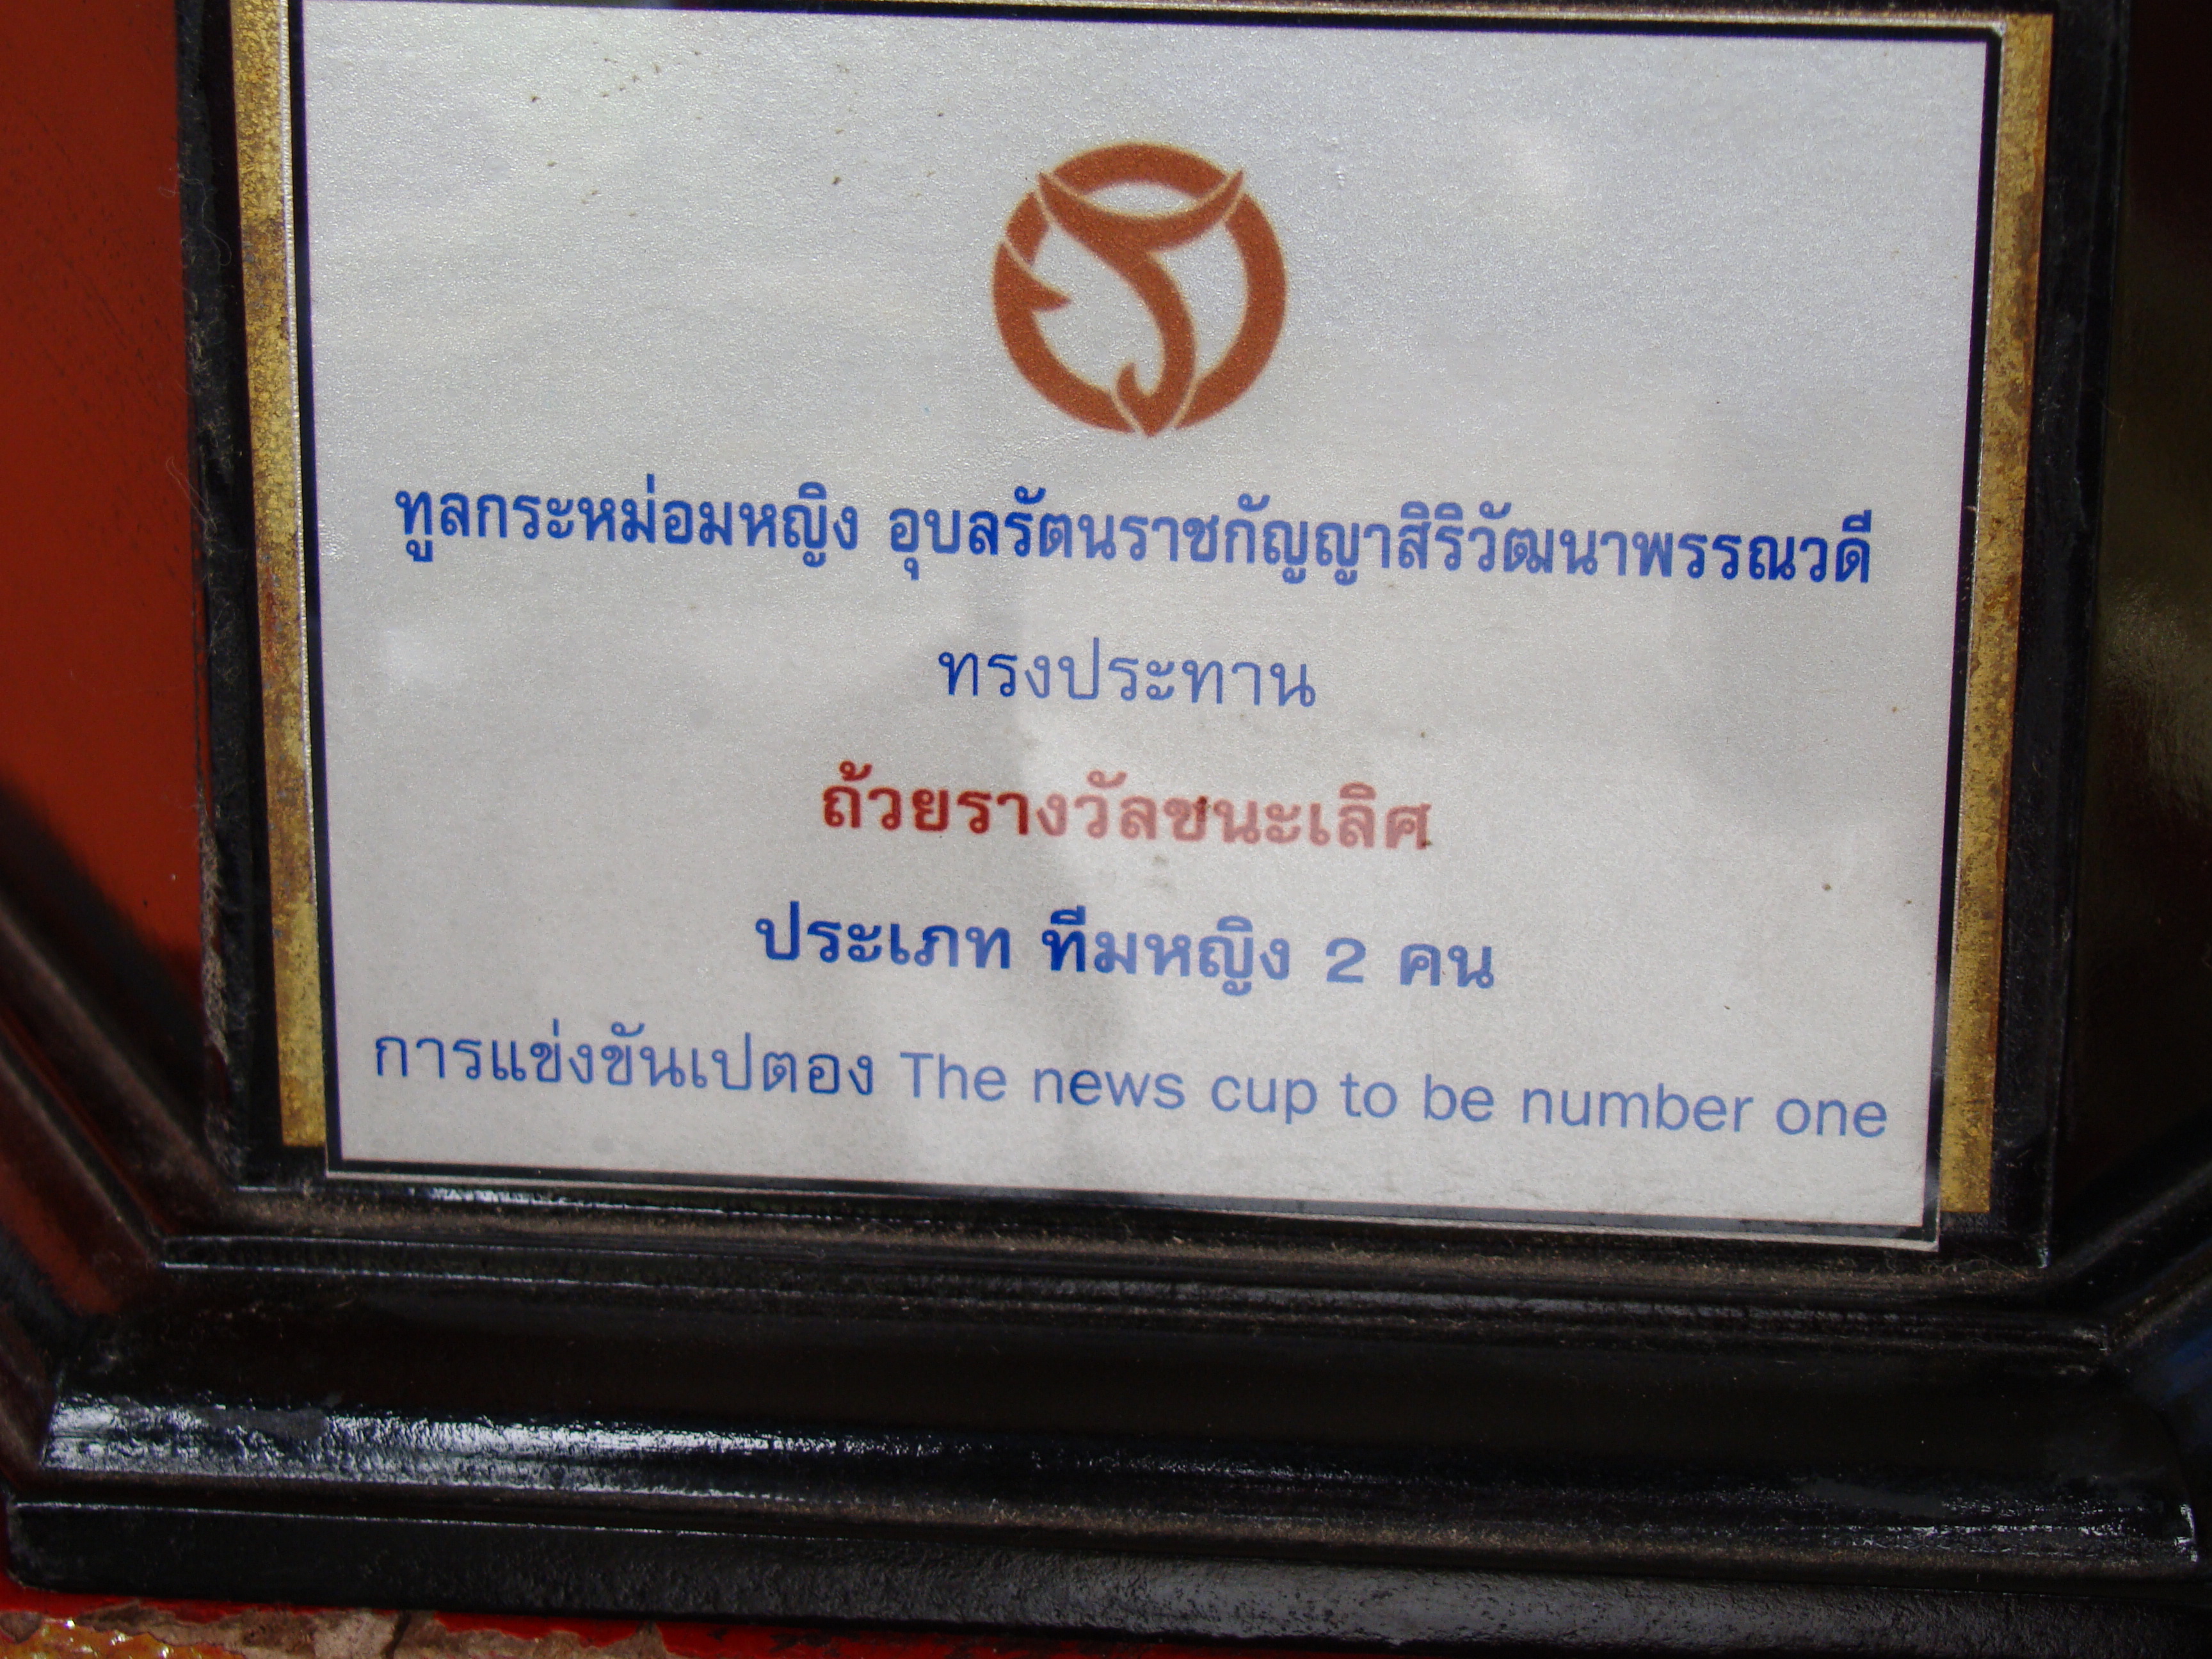 ทูลกระหม่อมหญิง อุบลรัตนราชกัญญาสิริวัฒนาพรรณวดี
ทรงประทาน
ถ้วยรางวัลชนะเลิศ
ประเภท ทีมหญิง 2 คน
การแข่งขันเปตอง The news cup to be number one